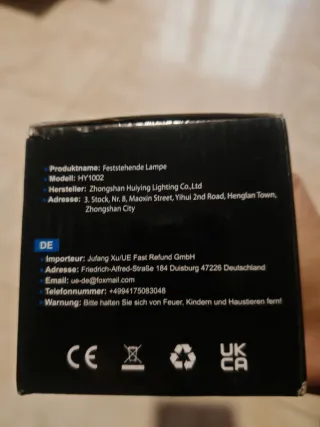 Produktname: Feststehende Lampe
Modell: HY1002
Hersteller: Zhongshan Huiying Lighting Co.,Ltd
Adresse: 3. Stock, Nr. 8, Maoxin Street, Yihui 2nd Road, Henglan Town,
Zhongshan City
DE
Importeur: Jufang Xu/UE Fast Refund GmbH
Adresse: Friedrich-Alfred-Straße 184 Duisburg 47226 Deutschland
Email: ue-de@foxmail.com
Telefonnummer: +4994175083048
Warnung: Bitte halten Sie sich von Feuer, Kindern und Haustieren fern!
CE
UK
CA